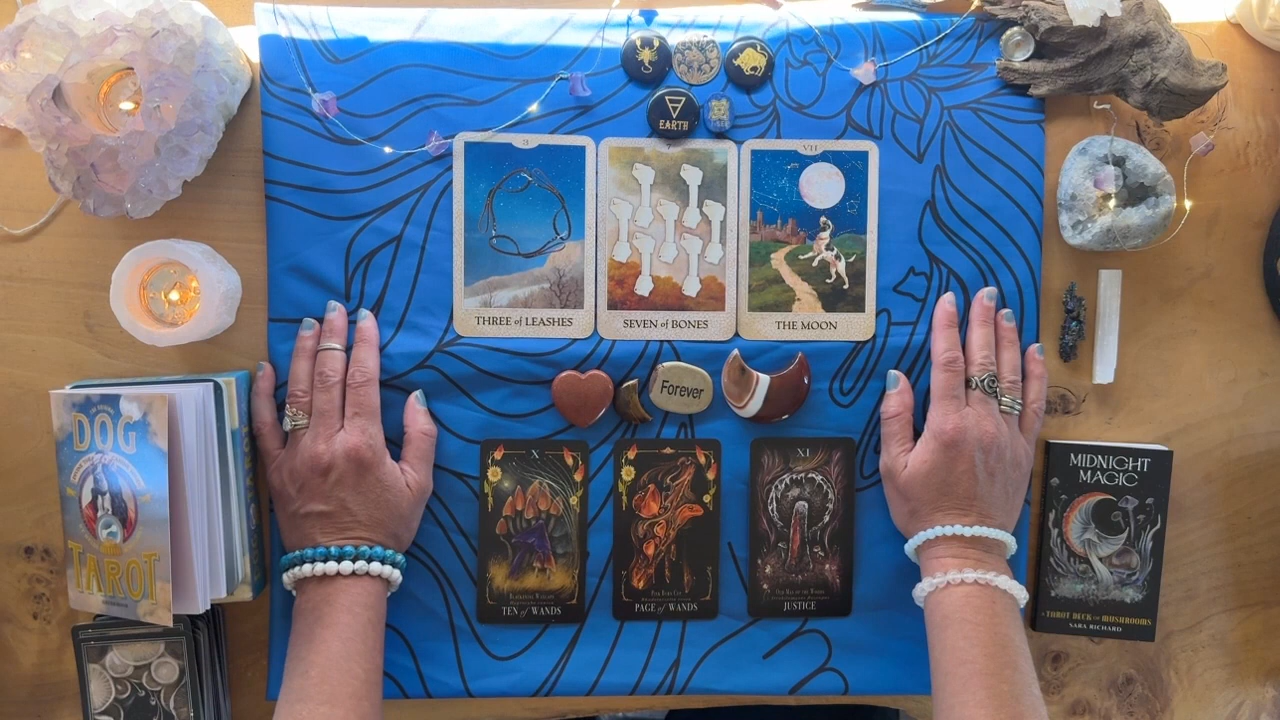 EARTH
3
THREE of LEASHES
7
SEVEN of BONES
VII
THE MOON
Forever
X
TEN of WANDS
PAGE of WANDS
XI
JUSTICE
DOG
TAROT
MIDNIGHT
MAGIC
A TAROT DECK of MUSHROOMS
SARA RICHARD